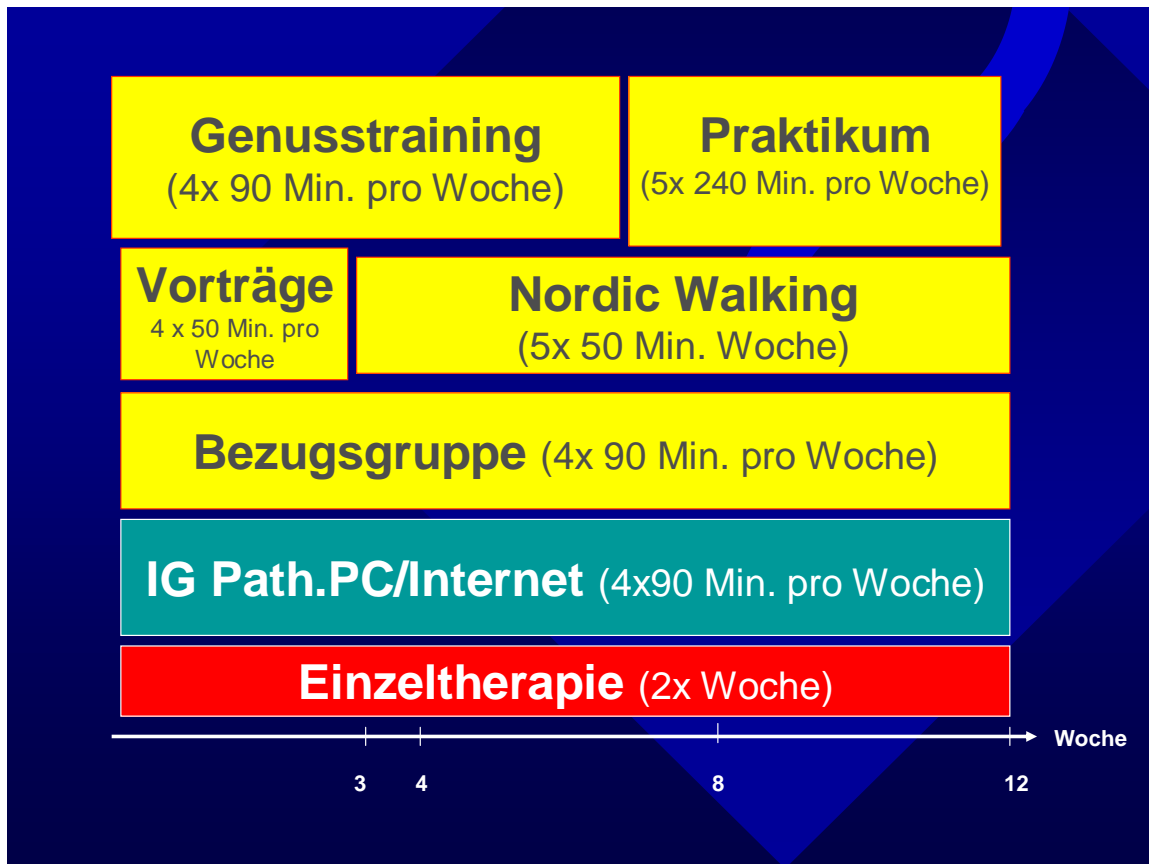 Genusstraining
(4x 90 Min. pro Woche)
Praktikum
(5x 240 Min. pro Woche)
Vorträge
4 x 50 Min. pro
Woche
Nordic Walking
(5x 50 Min. Woche)
Bezugsgruppe (4x 90 Min. pro Woche)
IG Path.PC/Internet (4x90 Min. pro Woche)
Einzeltherapie (2x Woche)
Woche
3 4 8 12